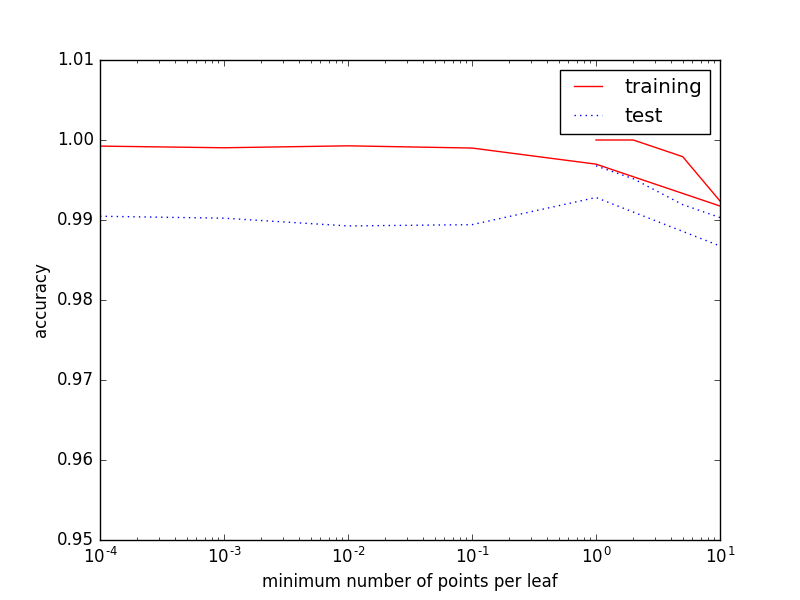 1.01
1.00
0.99
0.98
0.97
0.96
0.95
accuracy
training
test
10^-4 10^-3 10^-2 10^-1 10^0 10^1
minimum number of points per leaf